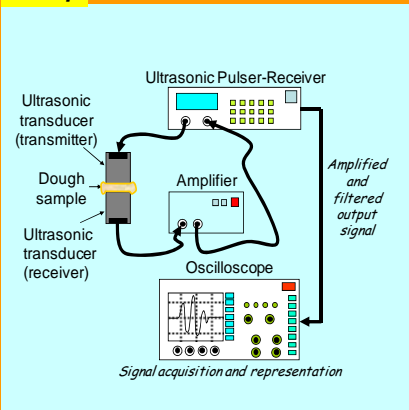 Ultrasonic Pulser-Receiver
Ultrasonic
transducer
(transmitter)
Dough
sample
Ultrasonic
transducer
(receiver)
Amplifier
Amplified
and
filtered
output
signal
Oscilloscope
Signal acquisition and representation